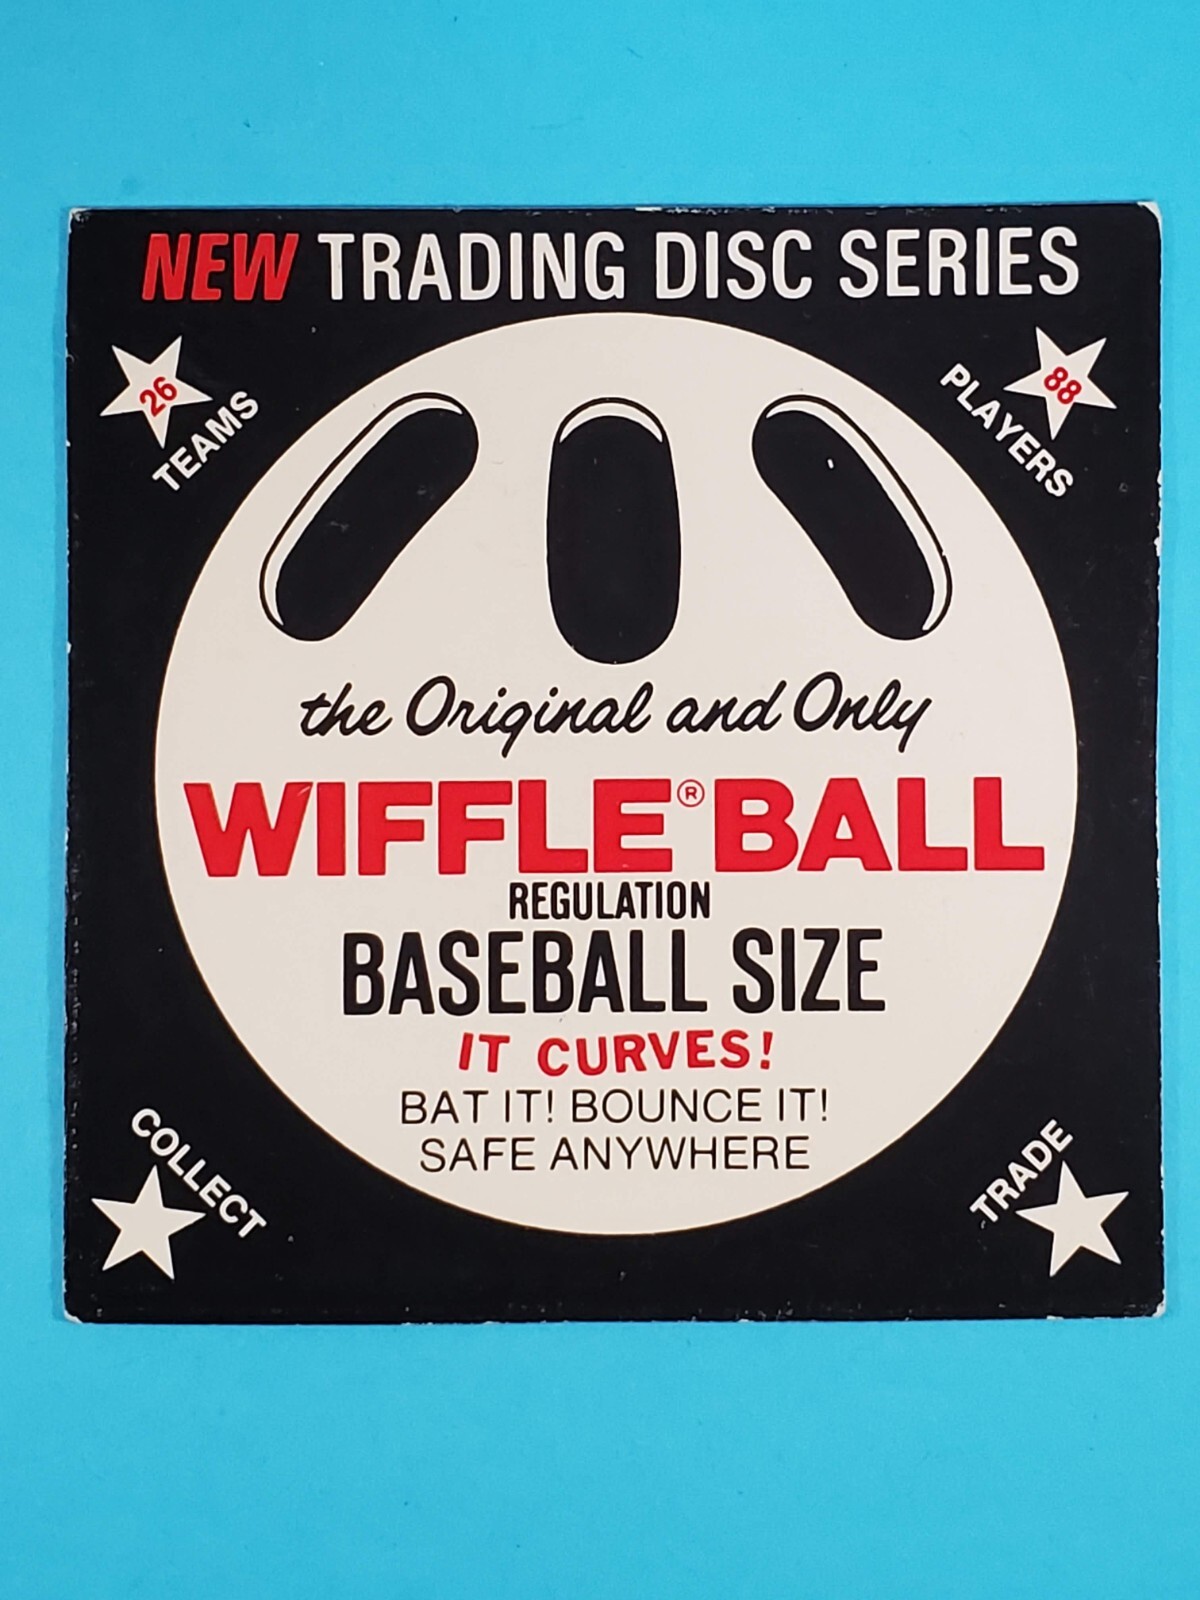 NEW TRADING DISC SERIES
26
TEAMS
88
PLAYERS
the Original and Only
WIFFLE® BALL
REGULATION
BASEBALL SIZE
IT CURVES!
BAT IT! BOUNCE IT!
SAFE ANYWHERE
COLLECT
TRADE